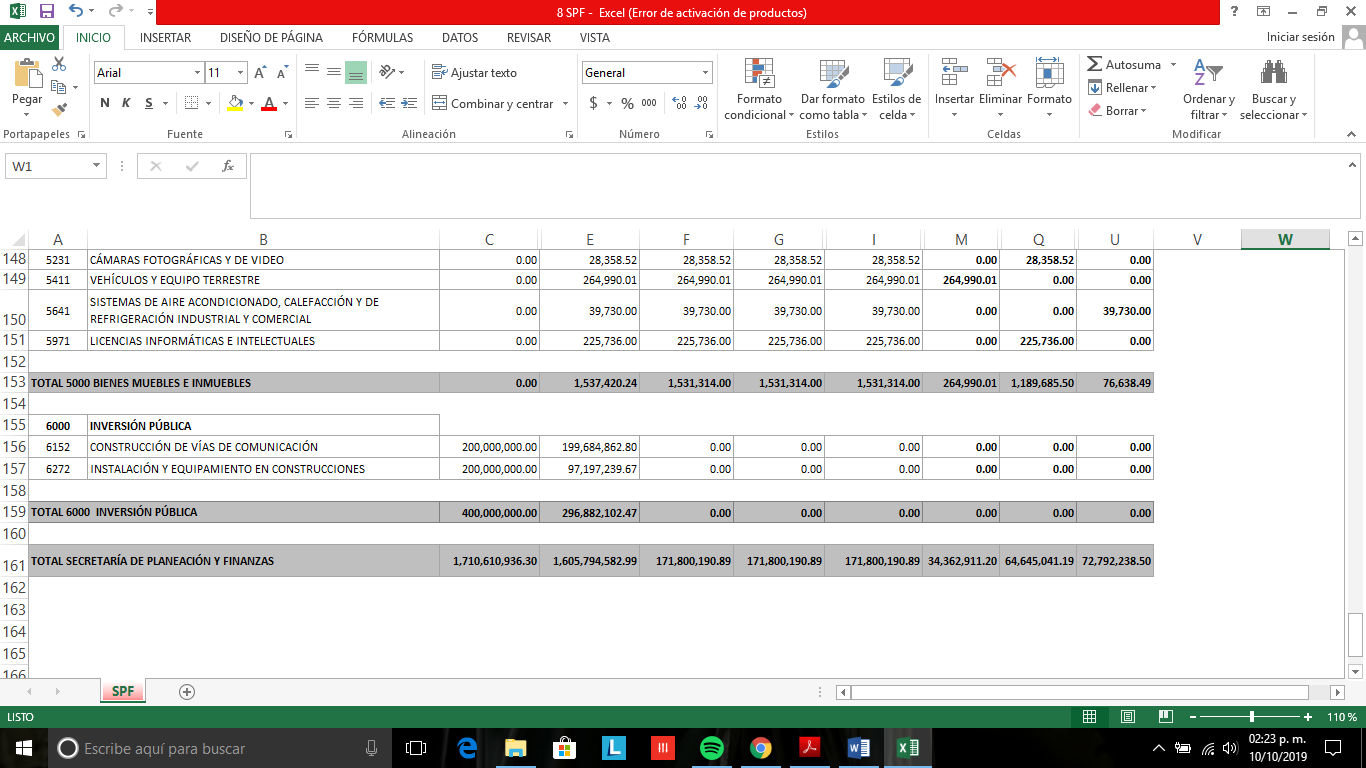 8 SPF - Excel (Error de activación de productos)
ARCHIVO INICIO INSERTAR DISEÑO DE PÁGINA FÓRMULAS DATOS REVISAR VISTA Iniciar sesión
Pegar
Portapapeles
Arial 11
N K S
Fuente
Ajustar texto
Combinar y centrar
Alineación
General
$ % 000
Número
Formato condicional
Dar formato como tabla
Estilos de celda
Estilos
Insertar Eliminar Formato
Celdas
Autosuma
Rellenar
Borrar
Ordenar y filtrar
Buscar y seleccionar
Modificar
W1 fx
A B C E F G I M Q U V W
148 5231 CÁMARAS FOTOGRÁFICAS Y DE VIDEO 0.00 28,358.52 28,358.52 28,358.52 28,358.52 0.00 28,358.52 0.00
149 5411 VEHÍCULOS Y EQUIPO TERRESTRE 0.00 264,990.01 264,990.01 264,990.01 264,990.01 264,990.01 0.00 0.00
150 5641 SISTEMAS DE AIRE ACONDICIONADO, CALEFACCIÓN Y DE
REFRIGERACIÓN INDUSTRIAL Y COMERCIAL 0.00 39,730.00 39,730.00 39,730.00 39,730.00 0.00 0.00 39,730.00
151 5971 LICENCIAS INFORMÁTICAS E INTELECTUALES 0.00 225,736.00 225,736.00 225,736.00 225,736.00 0.00 225,736.00 0.00
152
153 TOTAL 5000 BIENES MUEBLES E INMUEBLES 0.00 1,537,420.24 1,531,314.00 1,531,314.00 1,531,314.00 264,990.01 1,189,685.50 76,638.49
154
155 6000 INVERSIÓN PÚBLICA
156 6152 CONSTRUCCIÓN DE VÍAS DE COMUNICACIÓN 200,000,000.00 199,684,862.80 0.00 0.00 0.00 0.00 0.00 0.00
157 6272 INSTALACIÓN Y EQUIPAMIENTO EN CONSTRUCCIONES 200,000,000.00 97,197,239.67 0.00 0.00 0.00 0.00 0.00 0.00
158
159 TOTAL 6000 INVERSIÓN PÚBLICA 400,000,000.00 296,882,102.47 0.00 0.00 0.00 0.00 0.00 0.00
160
161 TOTAL SECRETARÍA DE PLANEACIÓN Y FINANZAS 1,710,610,936.30 1,605,794,582.99 171,800,190.89 171,800,190.89 171,800,190.89 34,362,911.20 64,645,041.19 72,792,238.50
162
163
164
165
166
SPF
LISTO 110 %
Escribe aquí para buscar
02:23 p. m.
10/10/2019